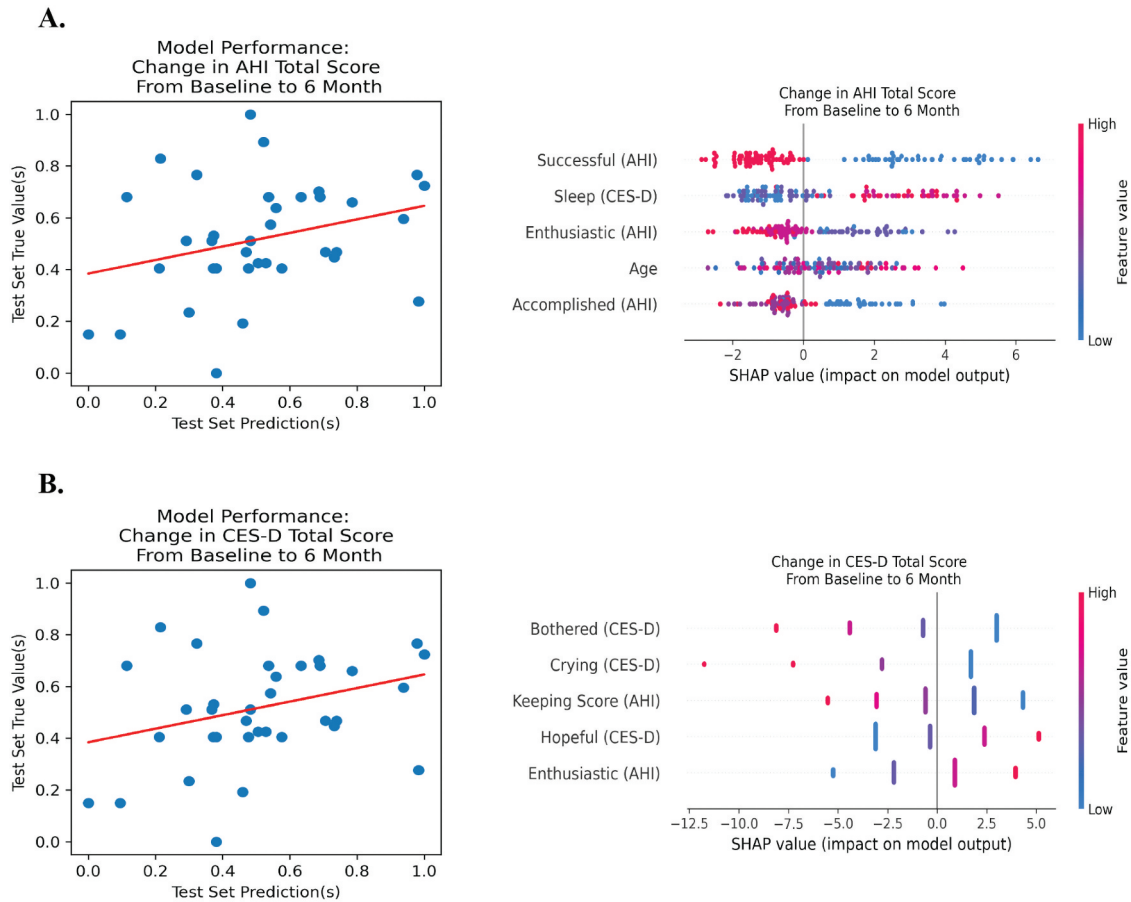 A.
Model Performance:
Change in AHI Total Score
From Baseline to 6 Month
1.0
0.8
0.6
0.4
0.2
0.0
Test Set True Value(s)
0.0 0.2 0.4 0.6 0.8 1.0
Test Set Prediction(s)
Change in AHI Total Score
From Baseline to 6 Month
High
Successful (AHI)
Sleep (CES-D)
Enthusiastic (AHI)
Age
Accomplished (AHI)
Feature value
Low
−2 0 2 4 6
SHAP value (impact on model output)
B.
Model Performance:
Change in CES-D Total Score
From Baseline to 6 Month
1.0
0.8
0.6
0.4
0.2
0.0
Test Set True Value(s)
0.0 0.2 0.4 0.6 0.8 1.0
Test Set Prediction(s)
Change in CES-D Total Score
From Baseline to 6 Month
High
Bothered (CES-D)
Crying (CES-D)
Keeping Score (AHI)
Hopeful (CES-D)
Enthusiastic (AHI)
Feature value
Low
−12.5 −10.0 −7.5 −5.0 −2.5 0.0 2.5 5.0
SHAP value (impact on model output)